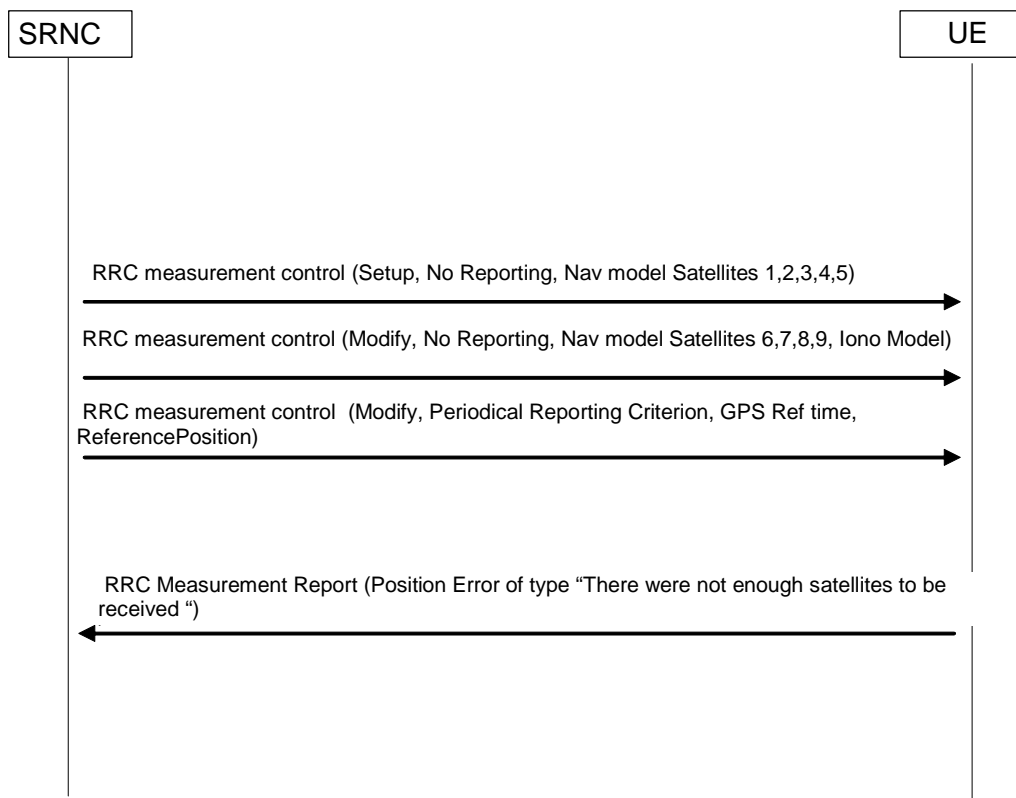 SRNC
UE
RRC measurement control (Setup, No Reporting, Nav model Satellites 1,2,3,4,5)
RRC measurement control (Modify, No Reporting, Nav model Satellites 6,7,8,9, Iono Model)
RRC measurement control  (Modify, Periodical Reporting Criterion, GPS Ref time,
ReferencePosition)
RRC Measurement Report (Position Error of type “There were not enough satellites to be
received “)